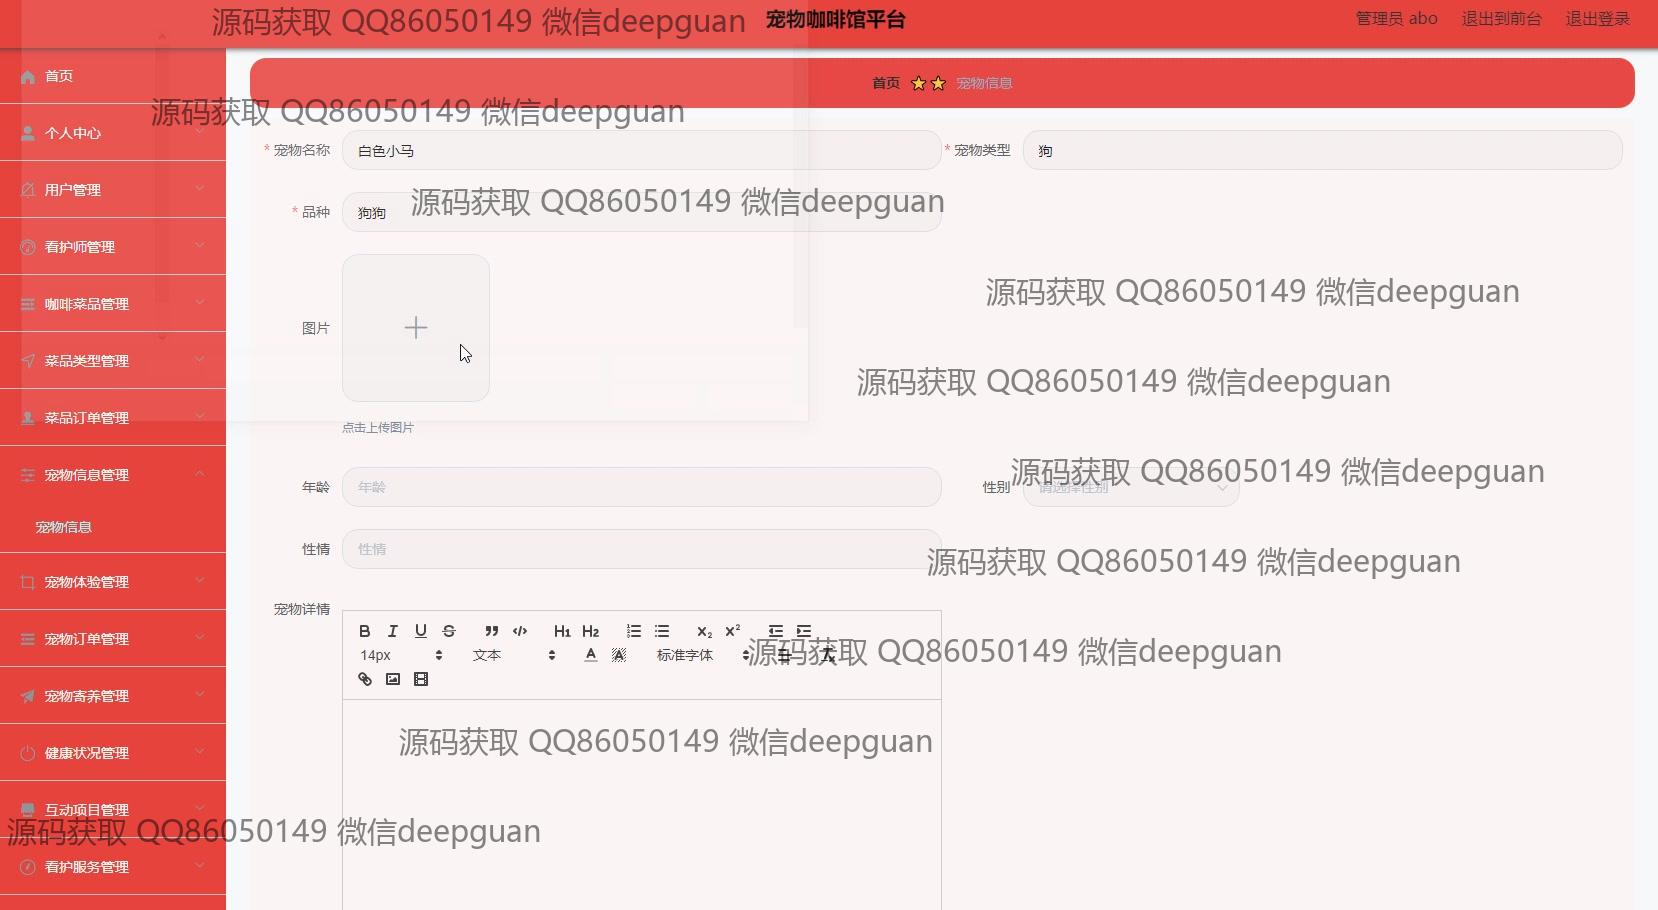 源码获取 QQ86050149 微信deepguan
宠物咖啡馆平台
管理员 abo
退出到前台
退出登录
首页
个人中心
用户管理
看护师管理
咖啡菜品管理
菜品类型管理
菜品订单管理
宠物信息管理
宠物信息
宠物体验管理
宠物订单管理
宠物寄养管理
健康状况管理
互动项目管理
看护服务管理
首页 宠物信息
源码获取 QQ86050149 微信deepguan
* 宠物名称 白色小马
* 宠物类型 狗
* 品种 狗狗
源码获取 QQ86050149 微信deepguan
源码获取 QQ86050149 微信deepguan
图片
源码获取 QQ86050149 微信deepguan
点击上传图片
年龄 年龄
性别 请选择性别
源码获取 QQ86050149 微信deepguan
性情 性情
源码获取 QQ86050149 微信deepguan
宠物详情
B I U S H1 H2 X2 X2
14px 文本 A A 标准字体
源码获取 QQ86050149 微信deepguan
源码获取 QQ86050149 微信deepguan
源码获取 QQ86050149 微信deepguan